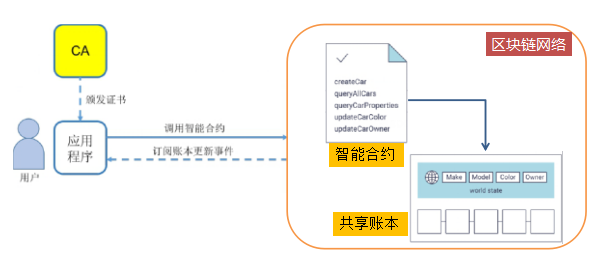 CA
颁发证书
用户
应用
程序
调用智能合约
订阅账本更新事件
区块链网络
createCar
queryAllCars
queryCarProperties
updateCarColor
updateCarOwner
智能合约
Make Model Color Owner
world state
共享账本